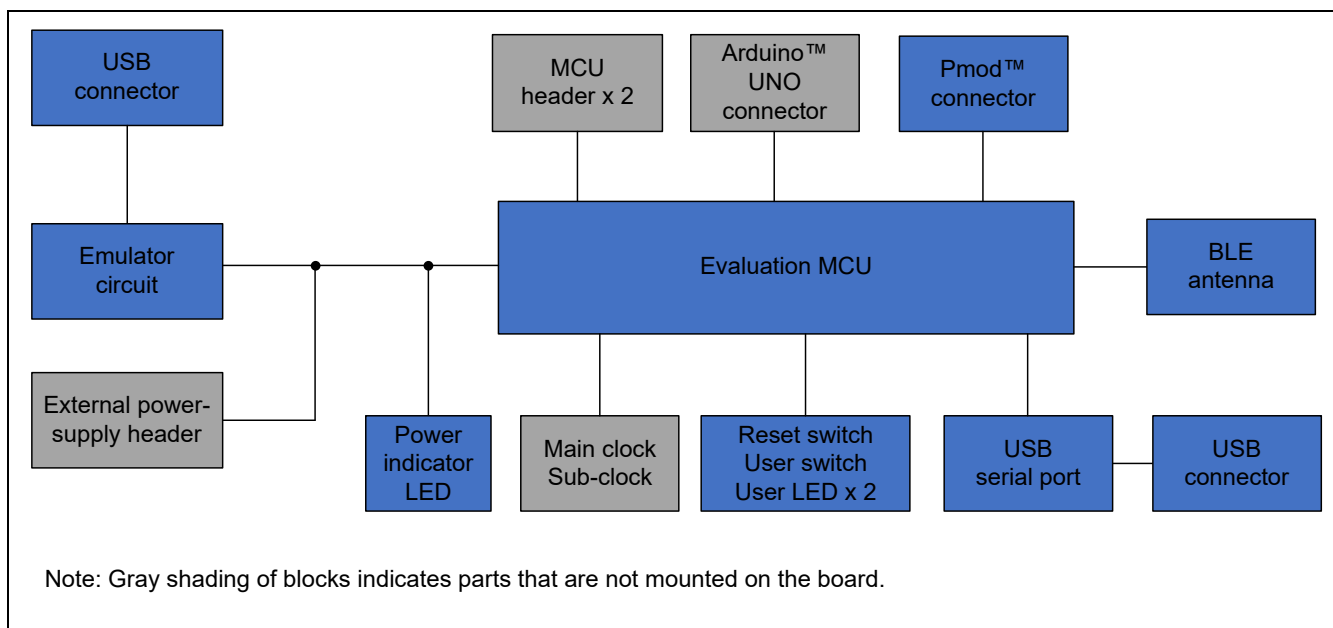 USB
connector
MCU
header x 2
Arduino™
UNO
connector
Pmod™
connector
Emulator
circuit
Evaluation MCU
BLE
antenna
External power-
supply header
Power
indicator
LED
Main clock
Sub-clock
Reset switch
User switch
User LED x 2
USB
serial port
USB
connector
Note: Gray shading of blocks indicates parts that are not mounted on the board.